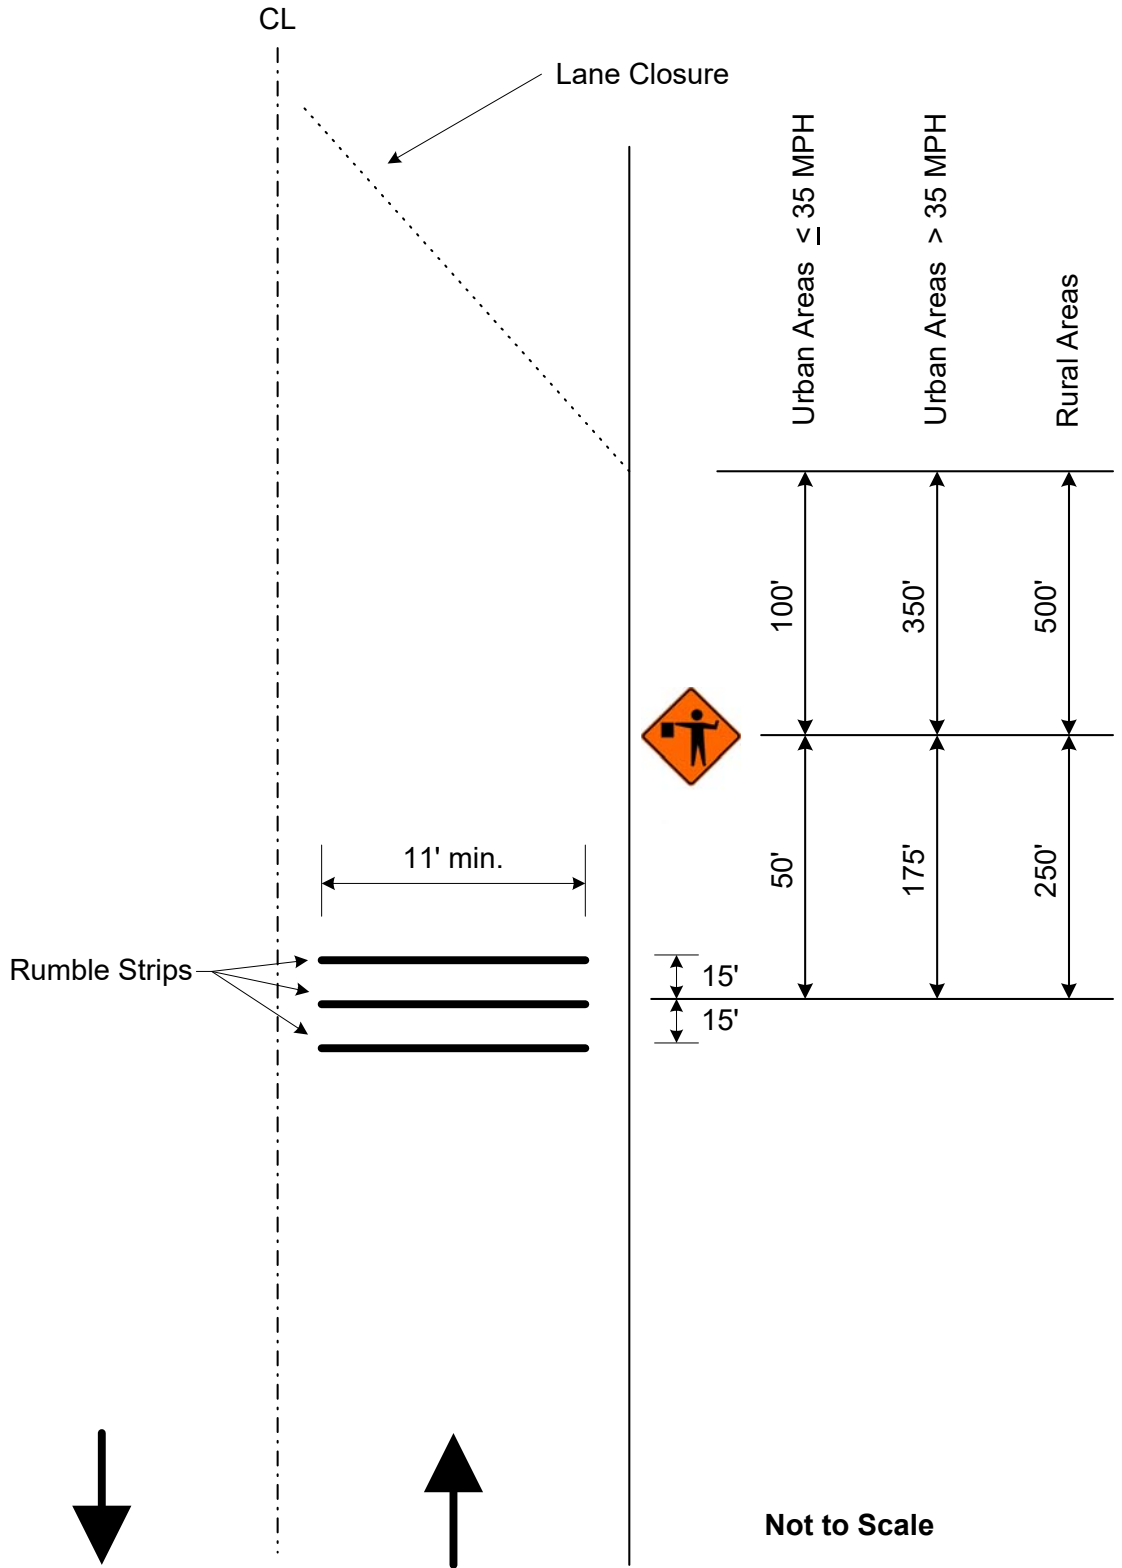 CL
Lane Closure
Urban Areas ≤ 35 MPH
Urban Areas > 35 MPH
Rural Areas
100'
350'
500'
11' min.
50'
175'
250'
Rumble Strips
15'
15'
Not to Scale